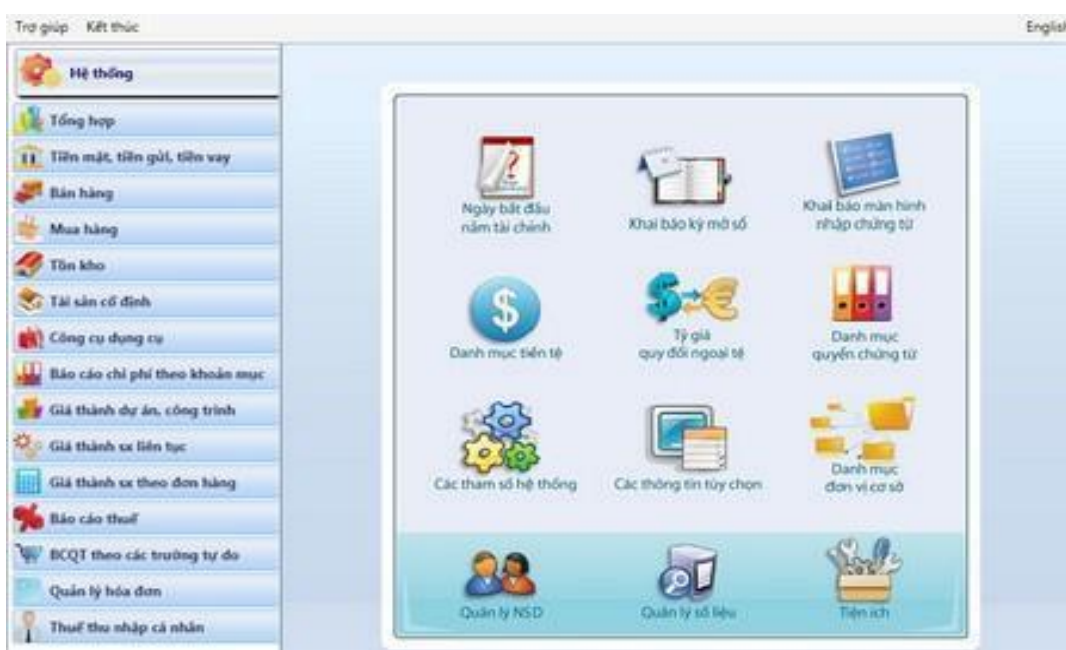 Trợ giúp Kết thúc English
Hệ thống
Tổng hợp
Tiền mặt, tiền gửi, tiền vay
Bán hàng
Mua hàng
Tồn kho
Tài sản cố định
Công cụ dụng cụ
Báo cáo chi phí theo khoản mục
Giá thành dự án, công trình
Giá thành sx liên tục
Giá thành sx theo đơn hàng
Báo cáo thuế
BCQT theo các trường tự do
Quản lý hóa đơn
Thuế thu nhập cá nhân
Ngày bắt đầu
năm tài chính
Khai báo kỳ mở sổ
Khai báo màn hình
nhập chứng từ
Danh mục tiền tệ
Tỷ giá
quy đổi ngoại tệ
Danh mục
quyển chứng từ
Các tham số hệ thống
Các thông tin tùy chọn
Danh mục
đơn vị cơ sở
Quản lý NSD
Quản lý số liệu
Tiện ích